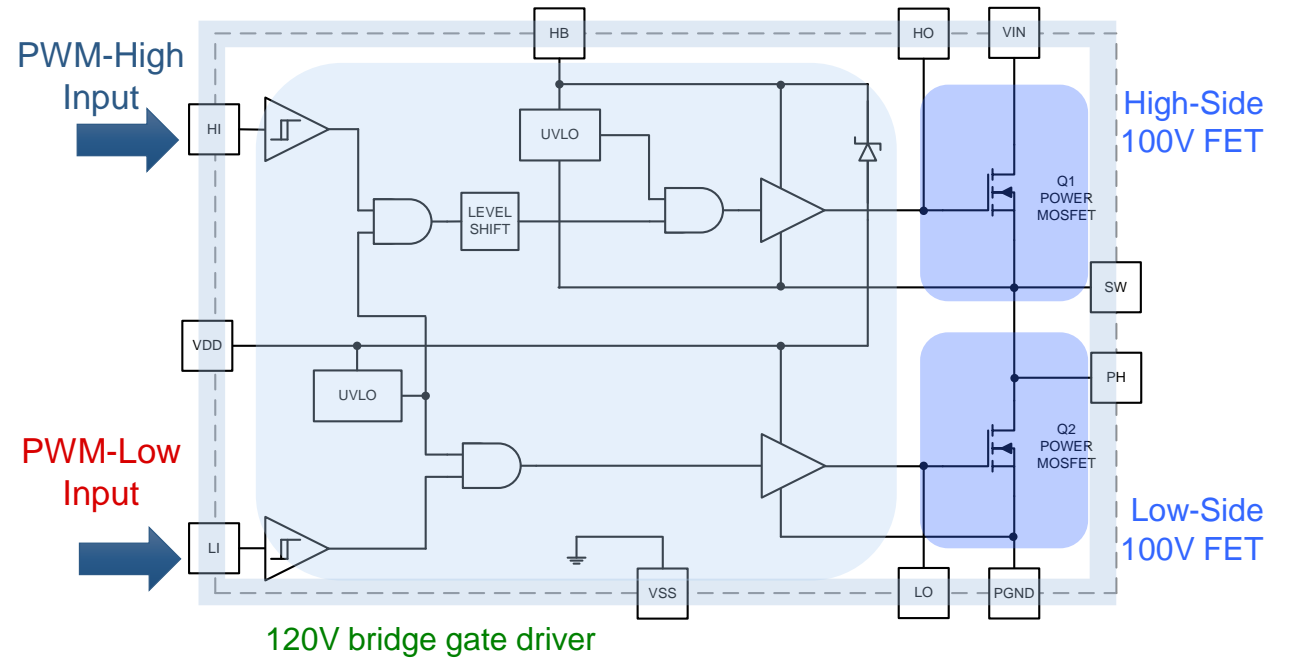 HB
HO
VIN
PWM-High
Input
High-Side
100V FET
HI
UVLO
Q1
POWER
MOSFET
LEVEL
SHIFT
SW
VDD
PH
UVLO
Q2
POWER
MOSFET
PWM-Low
Input
Low-Side
100V FET
LI
VSS
LO
PGND
120V bridge gate driver